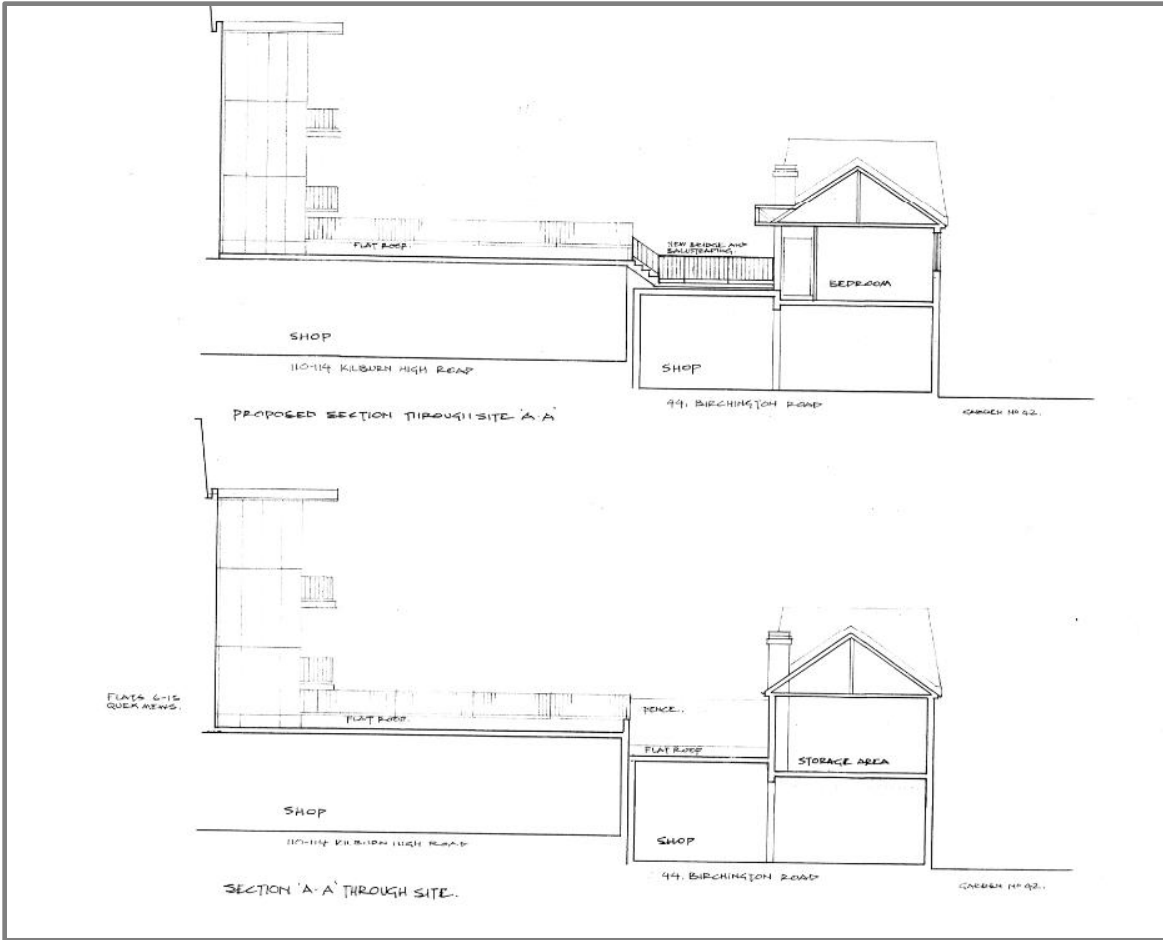 FLAT ROOF.
NEW BRIDGE AND
BALUSTRADING.
BEDROOM
SHOP
SHOP
110-114 KILBURN HIGH ROAD
44, BIRCHINGTON ROAD
GARDEN Nº 42.
PROPOSED SECTION THROUGH SITE 'A-A'
FLATS 6-15
QUEX MEWS.
FLAT ROOF.
FENCE.
FLAT ROOF
STORAGE AREA
SHOP
SHOP
110-114 KILBURN HIGH ROAD
44, BIRCHINGTON ROAD
GARDEN Nº 42.
SECTION 'A-A' THROUGH SITE.